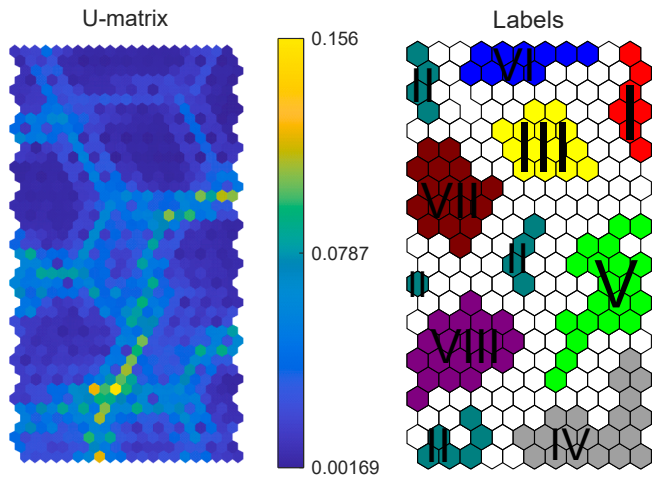 U-matrix
Labels
0.156
0.0787
0.00169
VI
II
I
III
VII
II
II
V
VIII
II
IV